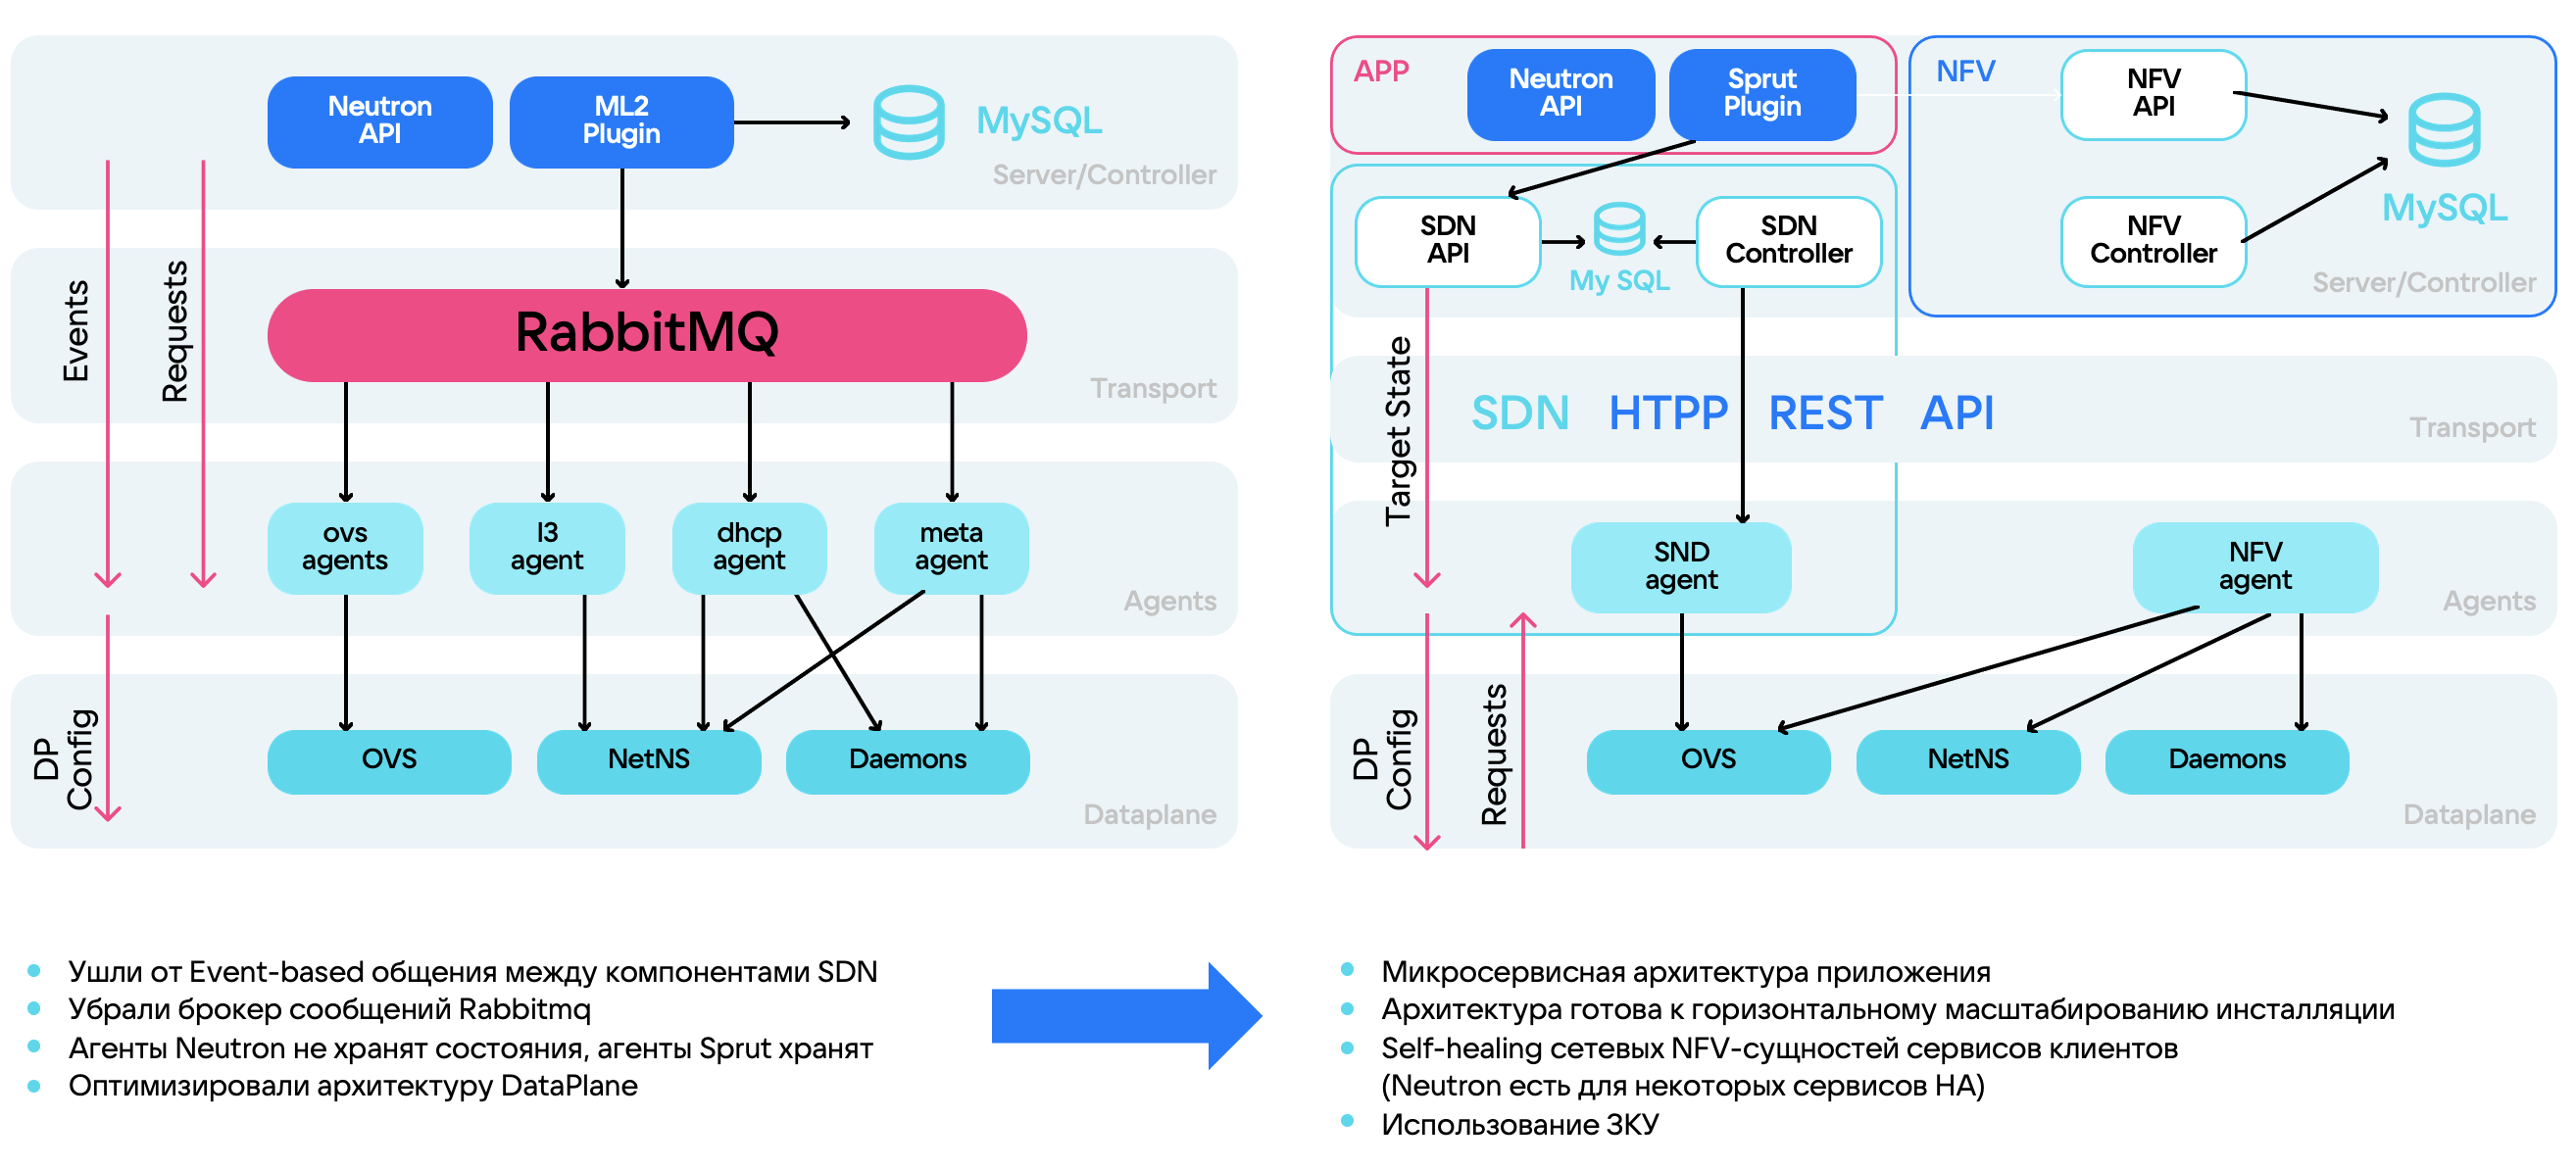 Neutron
API
ML2
Plugin
MySQL
Server/Controller
Events
Requests
RabbitMQ
Transport
ovs
agents
l3
agent
dhcp
agent
meta
agent
Agents
DP
Config
OVS
NetNS
Daemons
Dataplane
APP
Neutron
API
Sprut
Plugin
NFV
NFV
API
MySQL
NFV
Controller
Server/Controller
SDN
API
My SQL
SDN
Controller
Target State
SDN HTPP REST API
Transport
SND
agent
NFV
agent
Agents
DP
Config
Requests
OVS
NetNS
Daemons
Dataplane
Ушли от Event-based общения между компонентами SDN
Убрали брокер сообщений Rabbitmq
Агенты Neutron не хранят состояния, агенты Sprut хранят
Оптимизировали архитектуру DataPlane
Микросервисная архитектура приложения
Архитектура готова к горизонтальному масштабированию инсталляции
Self-healing сетевых NFV-сущностей сервисов клиентов
(Neutron есть для некоторых сервисов HA)
Использование ЗКУ